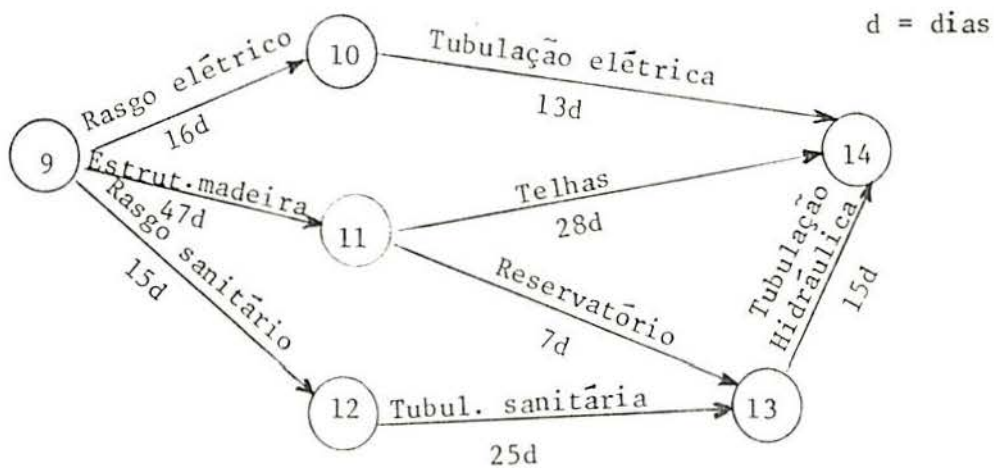 d = dias
Rasgo elétrico
16d
10
Tubulação elétrica
13d
9
Estrut.madeira
47d
11
Telhas
28d
14
Rasgo sanitário
15d
Reservatório
7d
Tubulação
Hidráulica
15d
12
Tubul. sanitária
25d
13